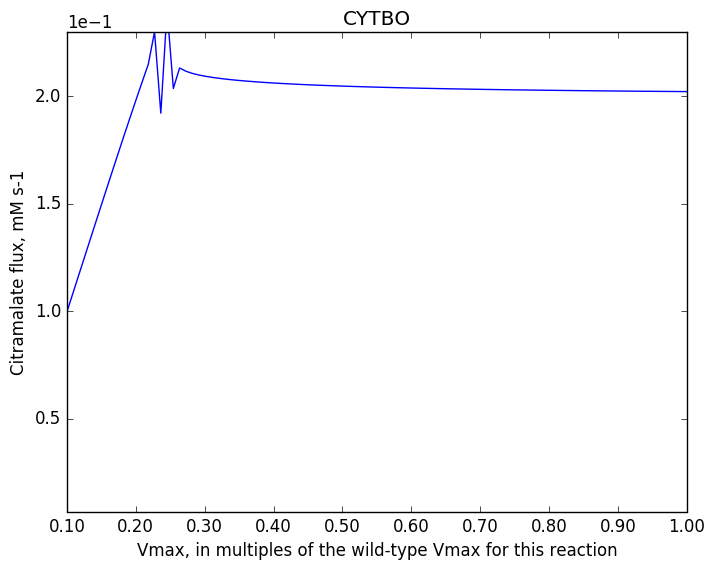 CYTBO
1e−1
2.0
1.5
1.0
0.5
Citramalate flux, mM s-1
0.10 0.20 0.30 0.40 0.50 0.60 0.70 0.80 0.90 1.00
Vmax, in multiples of the wild-type Vmax for this reaction